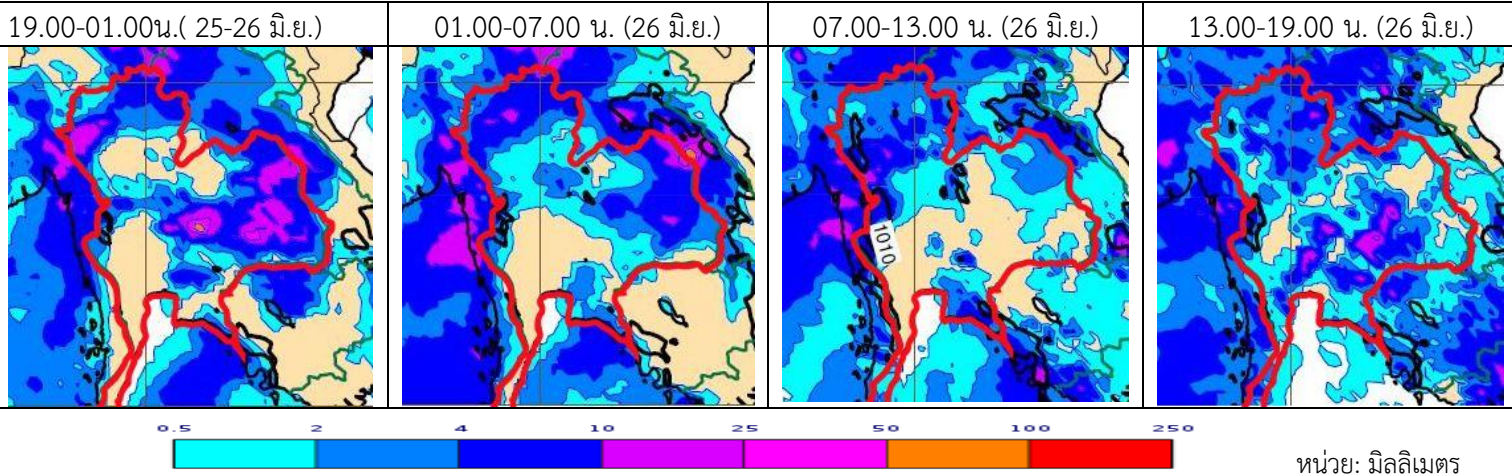 19.00-01.00น.( 25-26 มิ.ย.)
01.00-07.00 น. (26 มิ.ย.)
07.00-13.00 น. (26 มิ.ย.)
13.00-19.00 น. (26 มิ.ย.)
1010
0.5 2 4 10 25 50 100 250
หน่วย: มิลลิเมตร